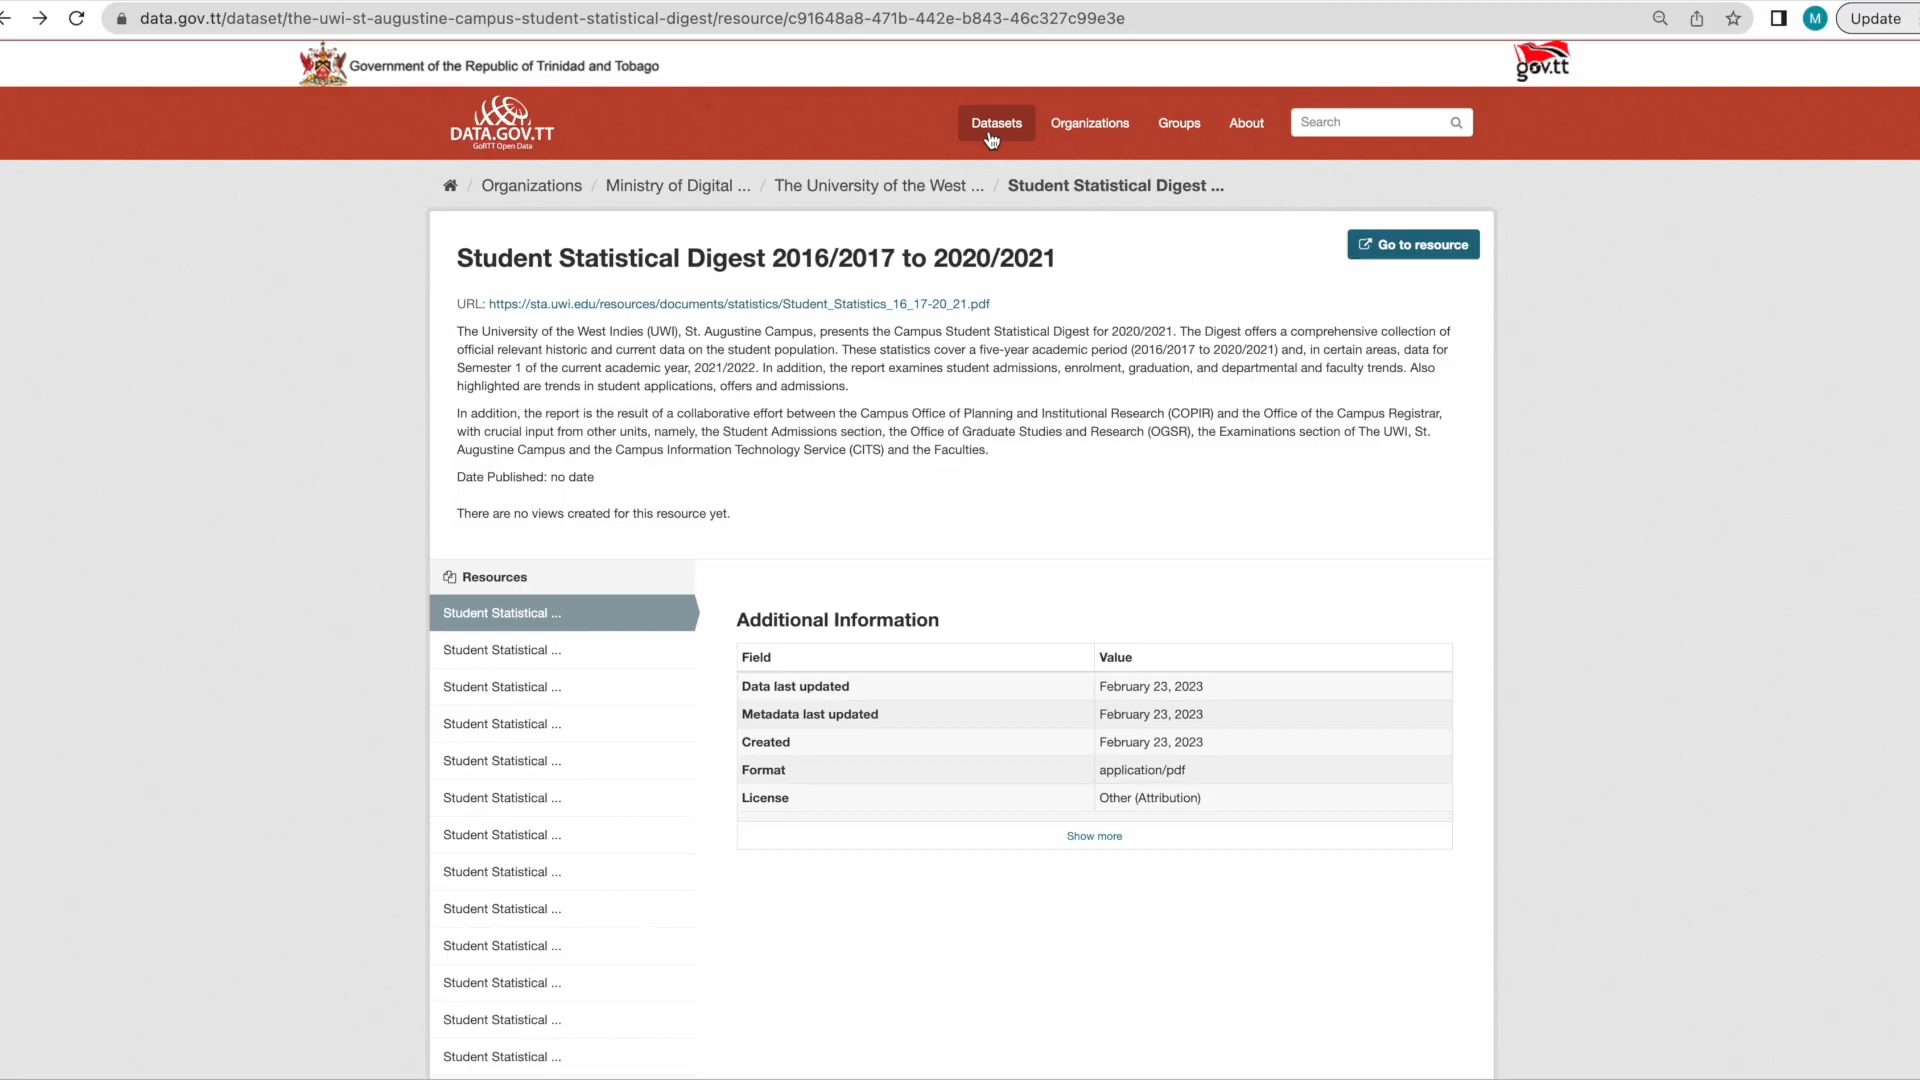 data.gov.tt/dataset/the-uwi-st-augustine-campus-student-statistical-digest/resource/c91648a8-471b-442e-b843-46c327c99e3e
M
Update
Government of the Republic of Trinidad and Tobago
gov.tt
DATA.GOV.TT
GoRTT Open Data
Datasets
Organizations
Groups
About
Search
/ Organizations / Ministry of Digital ... / The University of the West ... / Student Statistical Digest ...
Go to resource
Student Statistical Digest 2016/2017 to 2020/2021
URL: https://sta.uwi.edu/resources/documents/statistics/Student_Statistics_16_17-20_21.pdf
The University of the West Indies (UWI), St. Augustine Campus, presents the Campus Student Statistical Digest for 2020/2021. The Digest offers a comprehensive collection of
official relevant historic and current data on the student population. These statistics cover a five-year academic period (2016/2017 to 2020/2021) and, in certain areas, data for
Semester 1 of the current academic year, 2021/2022. In addition, the report examines student admissions, enrolment, graduation, and departmental and faculty trends. Also
highlighted are trends in student applications, offers and admissions.
In addition, the report is the result of a collaborative effort between the Campus Office of Planning and Institutional Research (COPIR) and the Office of the Campus Registrar,
with crucial input from other units, namely, the Student Admissions section, the Office of Graduate Studies and Research (OGSR), the Examinations section of The UWI, St.
Augustine Campus and the Campus Information Technology Service (CITS) and the Faculties.
Date Published: no date
There are no views created for this resource yet.
Resources
Student Statistical ...
Student Statistical ...
Student Statistical ...
Student Statistical ...
Student Statistical ...
Student Statistical ...
Student Statistical ...
Student Statistical ...
Student Statistical ...
Student Statistical ...
Student Statistical ...
Student Statistical ...
Student Statistical ...
Additional Information
Field Value
Data last updated February 23, 2023
Metadata last updated February 23, 2023
Created February 23, 2023
Format application/pdf
License Other (Attribution)
Show more